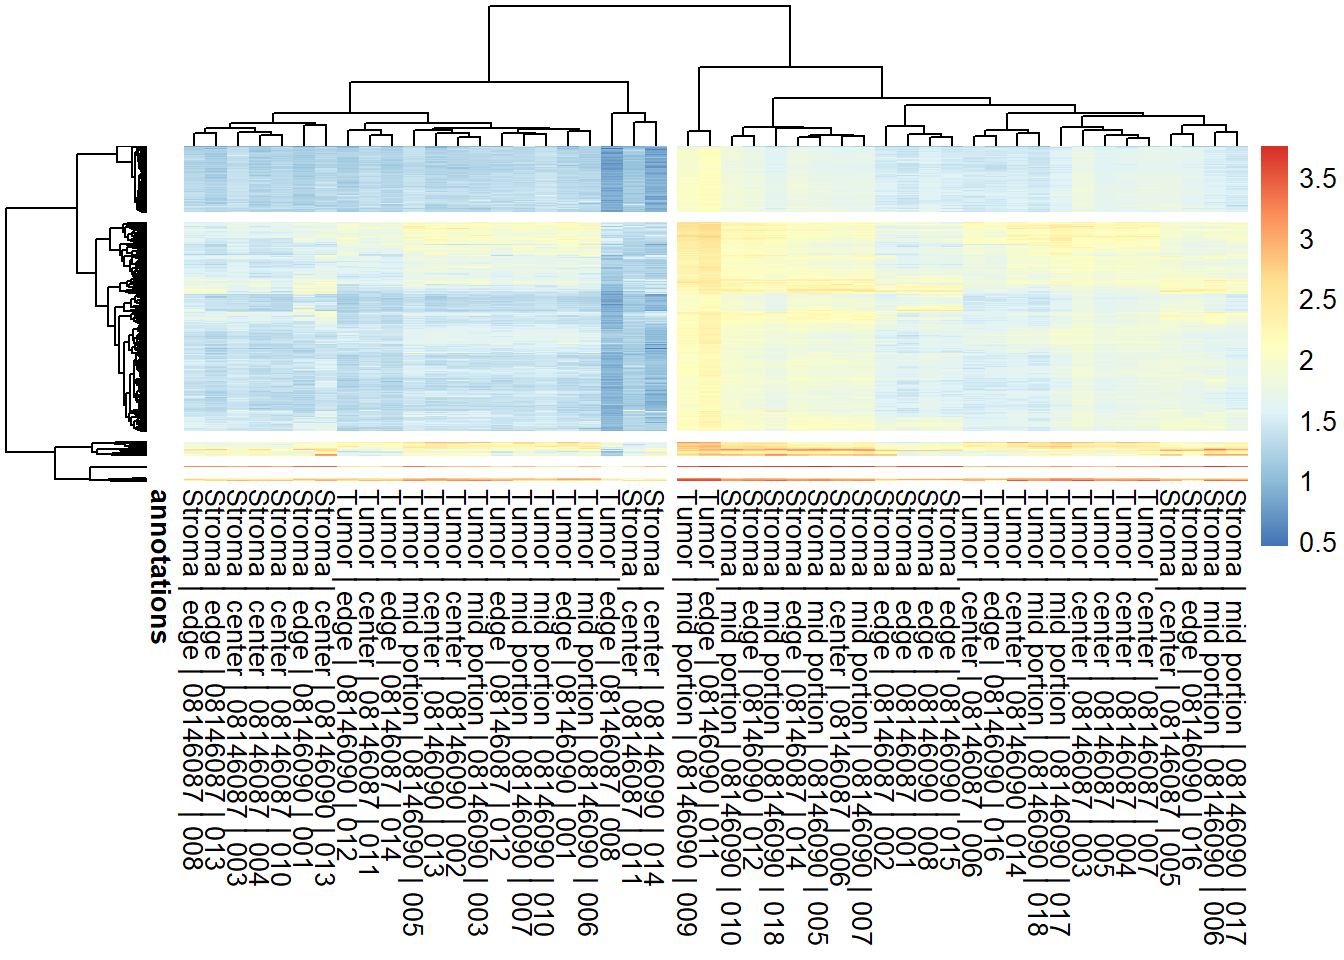 3.5
3
2.5
2
1.5
1
0.5
annotations
Stroma | edge | 08146087 | 008
Stroma | edge | 08146087 | 013
Stroma | center | 08146087 | 003
Stroma | center | 08146087 | 004
Stroma | center | 08146087 | 010
Stroma | edge | 08146090 | 001
Stroma | center | 08146090 | 013
Tumor | edge | 08146090 | 012
Tumor | center | 08146087 | 011
Tumor | edge | 08146087 | 014
Tumor | mid portion | 08146090 | 005
Tumor | center | 08146090 | 013
Tumor | center | 08146090 | 002
Tumor | mid portion | 08146090 | 003
Tumor | edge | 08146087 | 012
Tumor | mid portion | 08146090 | 007
Tumor | mid portion | 08146090 | 010
Tumor | edge | 08146090 | 001
Tumor | mid portion | 08146090 | 006
Tumor | edge | 08146087 | 008
Stroma | center | 08146087 | 011
Stroma | center | 08146090 | 014
Tumor | mid portion | 08146090 | 009
Tumor | edge | 08146090 | 011
Stroma | mid portion | 08146090 | 010
Stroma | edge | 08146090 | 012
Stroma | mid portion | 08146090 | 018
Stroma | edge | 08146087 | 014
Stroma | mid portion | 08146090 | 005
Stroma | center | 08146087 | 006
Stroma | mid portion | 08146090 | 007
Stroma | edge | 08146087 | 002
Stroma | edge | 08146087 | 001
Stroma | edge | 08146090 | 008
Stroma | edge | 08146090 | 015
Tumor | center | 08146087 | 006
Tumor | edge | 08146090 | 016
Tumor | center | 08146090 | 014
Tumor | mid portion | 08146090 | 018
Tumor | mid portion | 08146090 | 017
Tumor | center | 08146087 | 003
Tumor | center | 08146087 | 005
Tumor | center | 08146087 | 004
Tumor | center | 08146087 | 007
Stroma | center | 08146087 | 005
Stroma | edge | 08146090 | 016
Stroma | mid portion | 08146090 | 006
Stroma | mid portion | 08146090 | 017